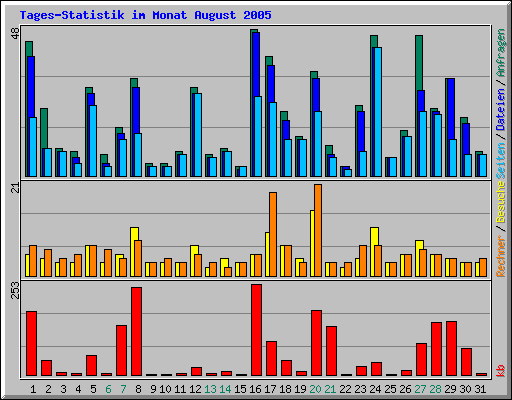 Tages-Statistik im Monat August 2005
48
21
253
Rechner / Besuche Seiten / Dateien / Anfragen
kb
1 2 3 4 5 6 7 8 9 10 11 12 13 14 15 16 17 18 19 20 21 22 23 24 25 26 27 28 29 30 31